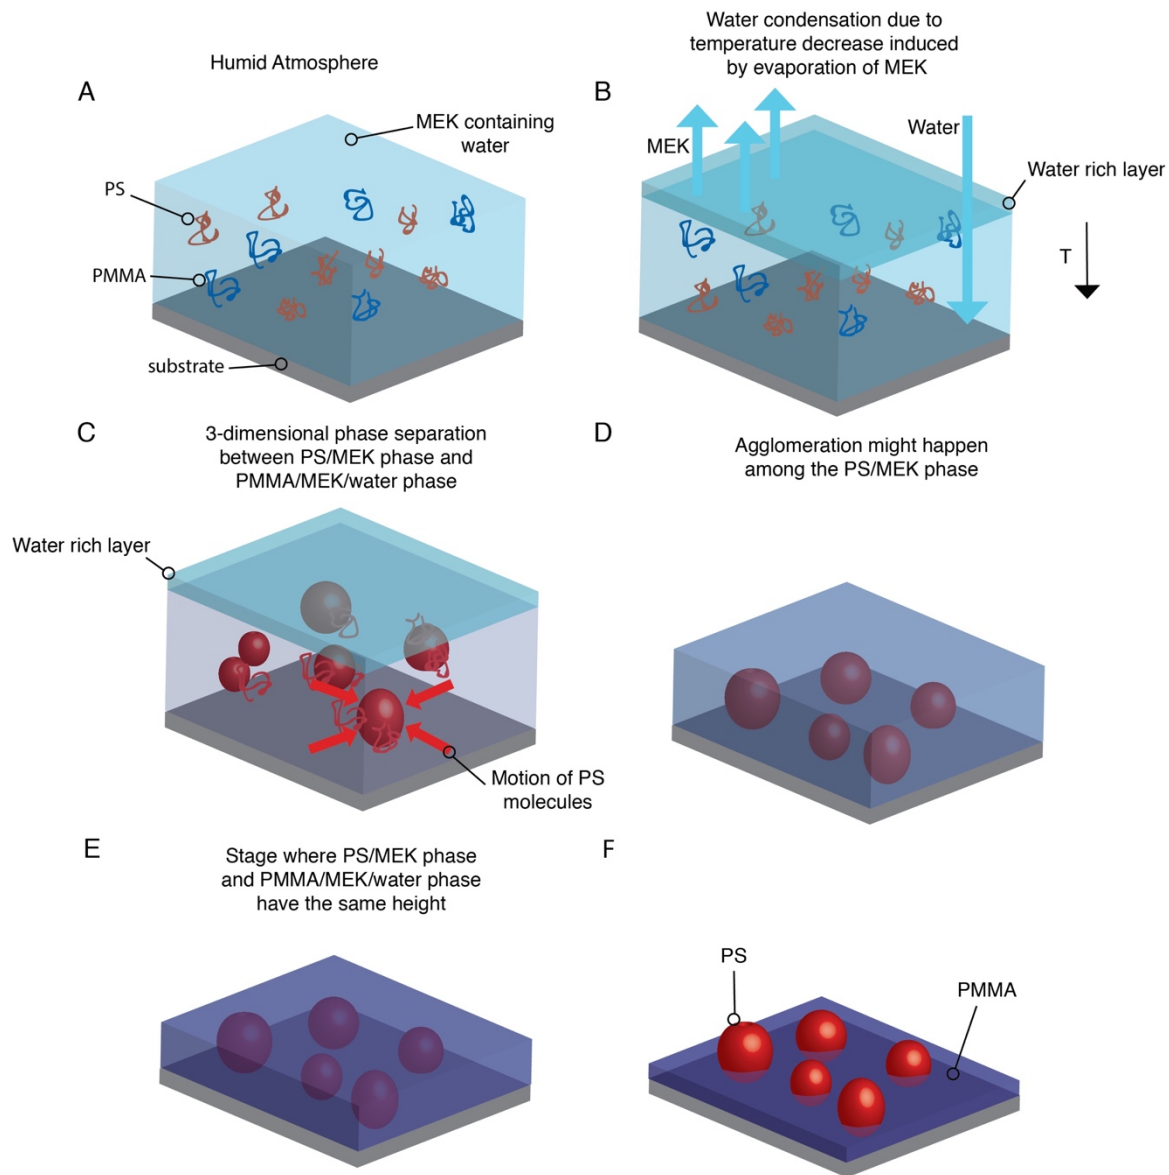 Humid Atmosphere
A
MEK containing
water
PS
PMMA
substrate
Water condensation due to
temperature decrease induced
by evaporation of MEK
B
MEK
Water
Water rich layer
T
C
3-dimensional phase separation
between PS/MEK phase and
PMMA/MEK/water phase
Water rich layer
Motion of PS
molecules
D
Agglomeration might happen
among the PS/MEK phase
E
Stage where PS/MEK phase
and PMMA/MEK/water phase
have the same height
F
PS
PMMA